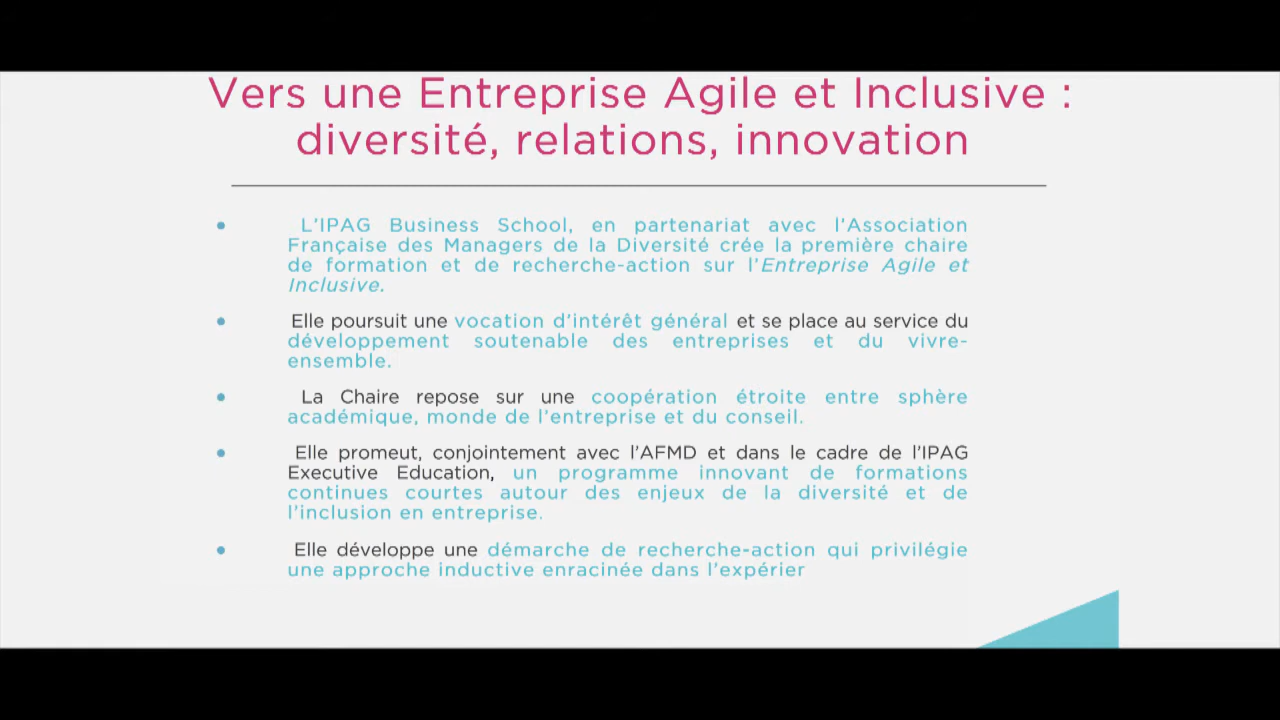 Vers une Entreprise Agile et Inclusive :
diversité, relations, innovation
• L'IPAG Business School, en partenariat avec l'Association
Française des Managers de la Diversité crée la première chaire
de formation et de recherche-action sur l'Entreprise Agile et
Inclusive.
• Elle poursuit une vocation d'intérêt général et se place au service du
développement soutenable des entreprises et du vivre-
ensemble.
• La Chaire repose sur une coopération étroite entre sphère
académique, monde de l'entreprise et du conseil.
• Elle promeut, conjointement avec l'AFMD et dans le cadre de l'IPAG
Executive Education, un programme innovant de formations
continues courtes autour des enjeux de la diversité et de
l'inclusion en entreprise.
• Elle développe une démarche de recherche-action qui privilégie
une approche inductive enracinée dans l'expérier